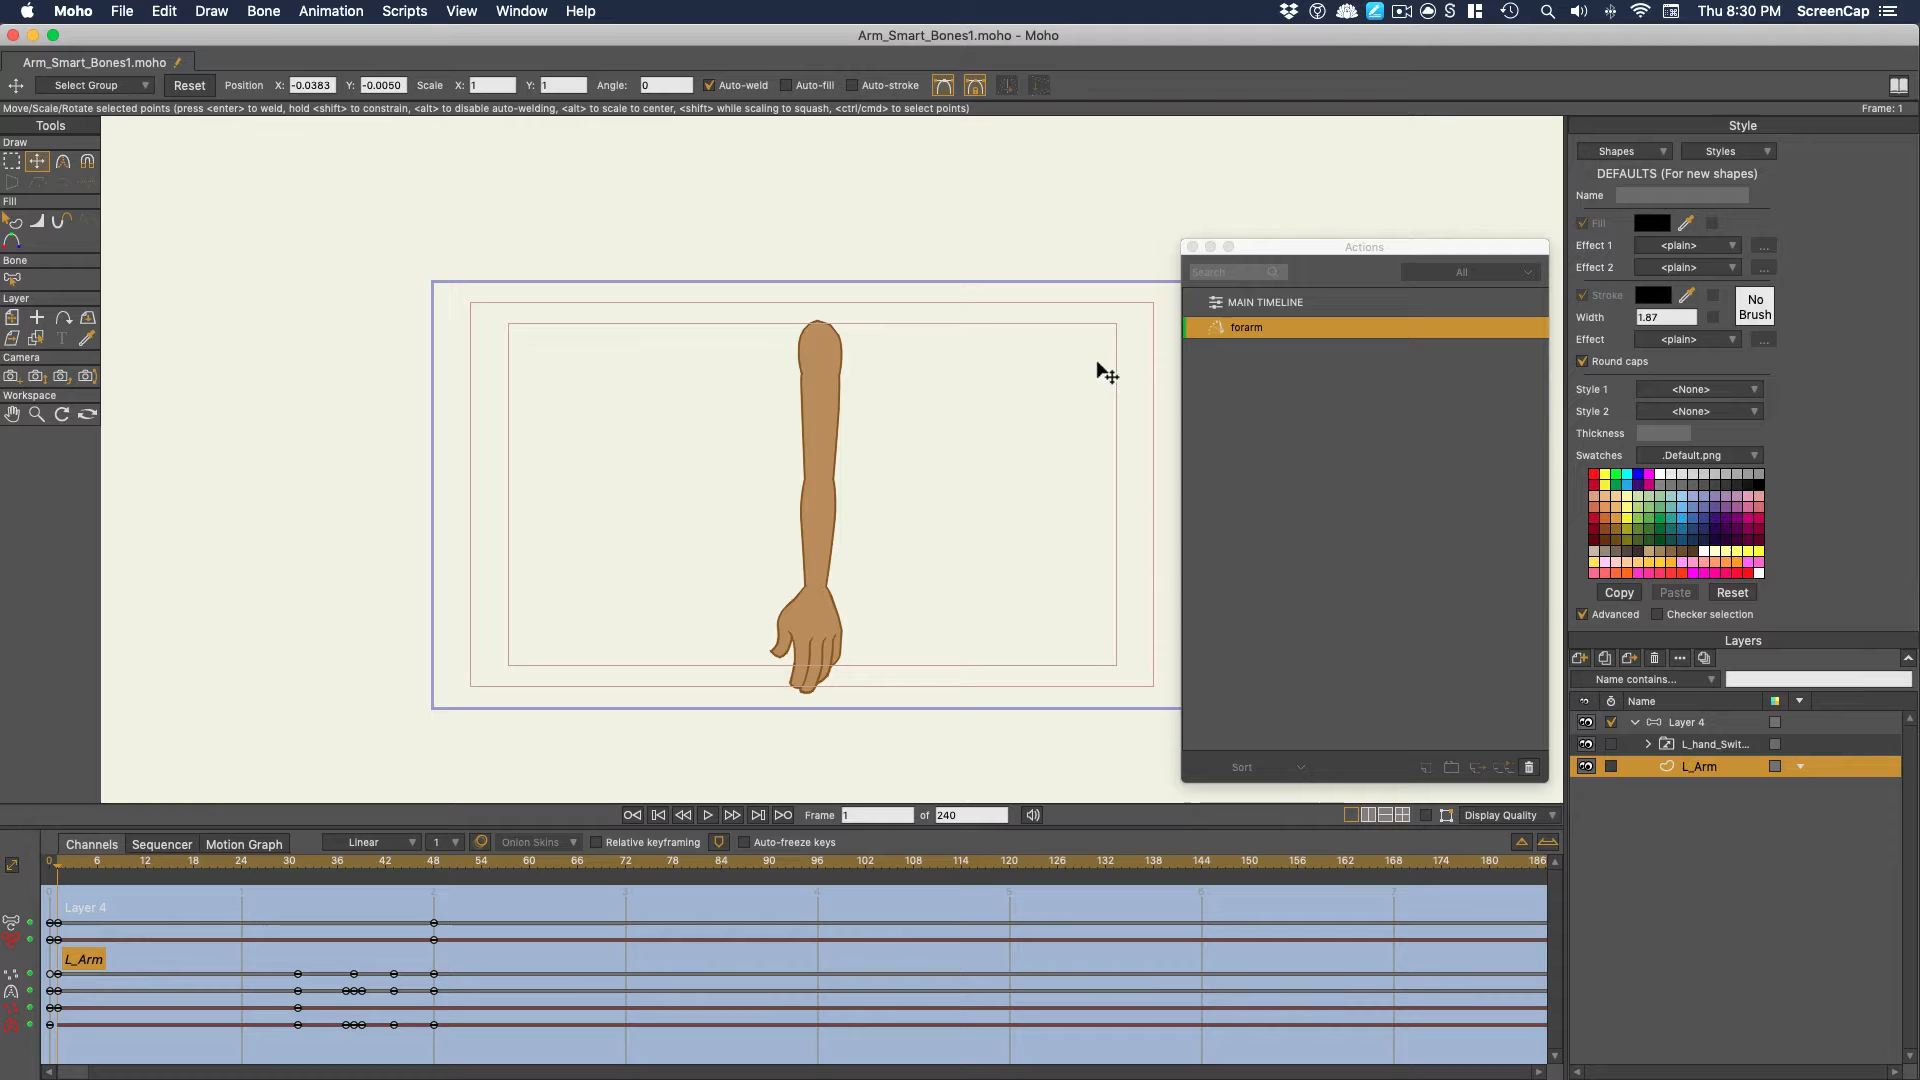 Moho File Edit Draw Bone Animation Scripts View Window Help
Thu 8:30 PM ScreenCap
Arm_Smart_Bones1.moho - Moho
Arm_Smart_Bones1.moho
Select Group Reset Position X: -0.0383 Y: -0.0050 Scale X: 1 Y: 1 Angle: 0 Auto-weld Auto-fill Auto-stroke
Move/Scale/Rotate selected points (press <enter> to weld, hold <shift> to constrain, <alt> to disable auto-welding, <alt> to scale to center, <shift> while scaling to squash, <ctrl/cmd> to select points)
Frame: 1
Tools
Draw
Fill
Bone
Layer
Camera
Workspace
Actions
Search
All
MAIN TIMELINE
forarm
Sort
Style
Shapes Styles
DEFAULTS (For new shapes)
Name
Fill
Effect 1 <plain> ...
Effect 2 <plain> ...
Stroke
No
Brush
Width 1.87
Effect <plain> ...
Round caps
Style 1 <None>
Style 2 <None>
Thickness
Swatches .Default.png
Copy Paste Reset
Advanced Checker selection
Layers
Name contains...
Name
Layer 4
L_hand_Swit...
L_Arm
Frame 1 of 240
Display Quality
Channels Sequencer Motion Graph Linear 1 Onion Skins Relative keyframing Auto-freeze keys
0 6 12 18 24 30 36 42 48 54 60 66 72 78 84 90 96 102 108 114 120 126 132 138 144 150 156 162 168 174 180 186
0 1 2 3 4 5 6 7
Layer 4
L_Arm